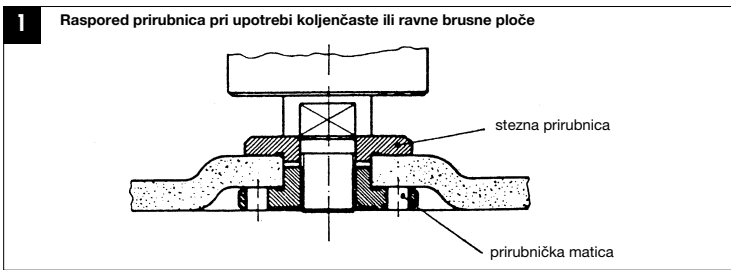 1
Raspored prirubnica pri upotrebi koljenčaste ili ravne brusne ploče
stezna prirubnica
prirubnička matica